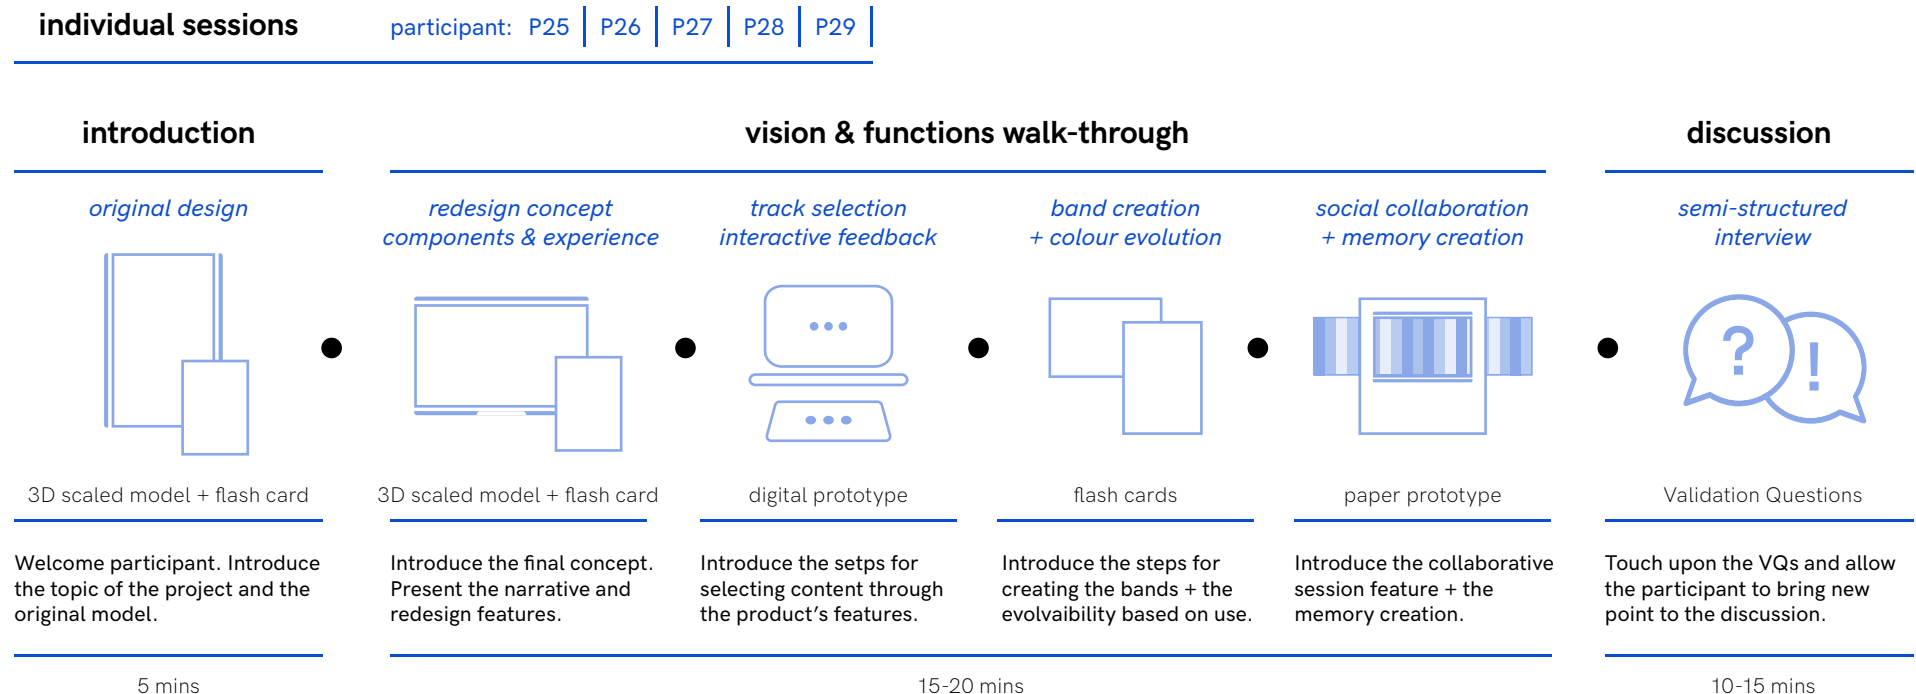 individual sessions
participant: P25 P26 P27 P28 P29
introduction
vision & functions walk-through
discussion
original design
redesign concept
components & experience
track selection
interactive feedback
band creation
+ colour evolution
social collaboration
+ memory creation
semi-structured
interview
?
!
3D scaled model + flash card
3D scaled model + flash card
digital prototype
flash cards
paper prototype
Validation Questions
Welcome participant. Introduce
the topic of the project and the
original model.
Introduce the final concept.
Present the narrative and
redesign features.
Introduce the setps for
selecting content through
the product's features.
Introduce the steps for
creating the bands + the
evolvaibility based on use.
Introduce the collaborative
session feature + the
memory creation.
Touch upon the VQs and allow
the participant to bring new
point to the discussion.
5 mins
15-20 mins
10-15 mins